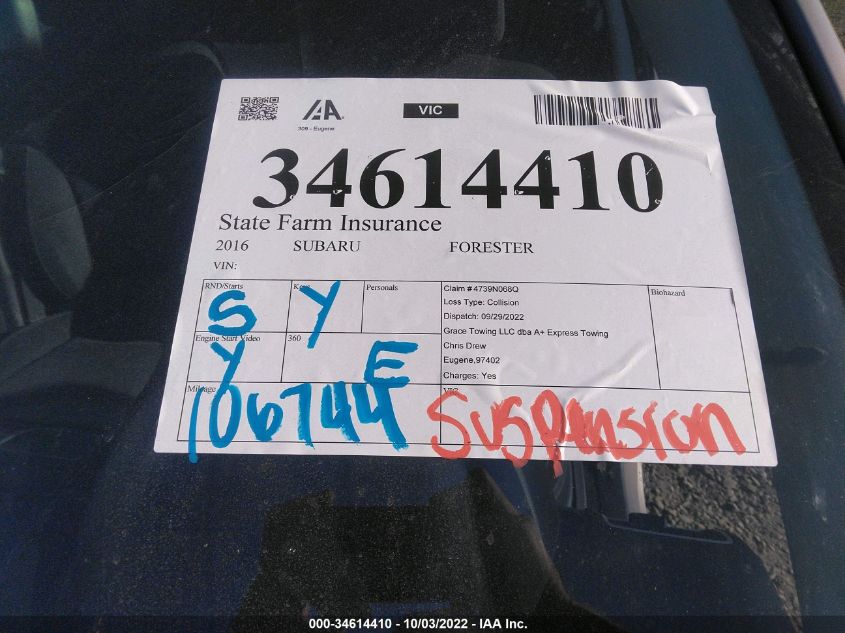 IAA
VIC
309 - Eugene
34614410
State Farm Insurance
2016 SUBARU FORESTER
VIN:
RND/Starts
S
Keys
Y
Personals
Claim # 4739N068Q
Loss Type: Collision
Dispatch: 09/29/2022
Grace Towing LLC dba A+ Express Towing
Chris Drew
Eugene,97402
Charges: Yes
Biohazard
Engine Start Video
Y
360
E
Mileage
106744
VIC
Suspension
000-34614410 - 10/03/2022 - IAA Inc.